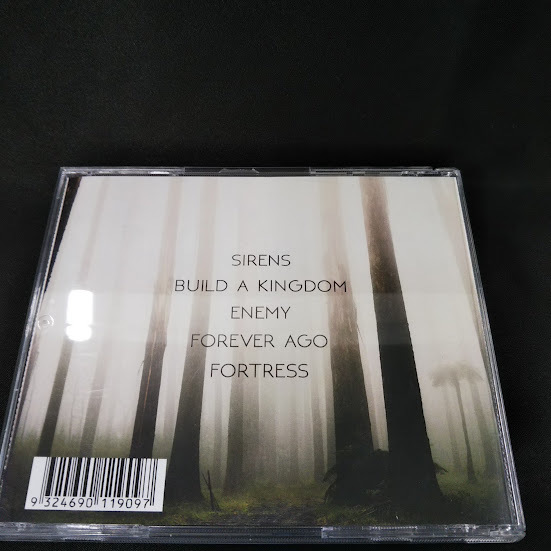 SIRENS
BUILD A KINGDOM
ENEMY
FOREVER AGO
FORTRESS
9 324690 119097